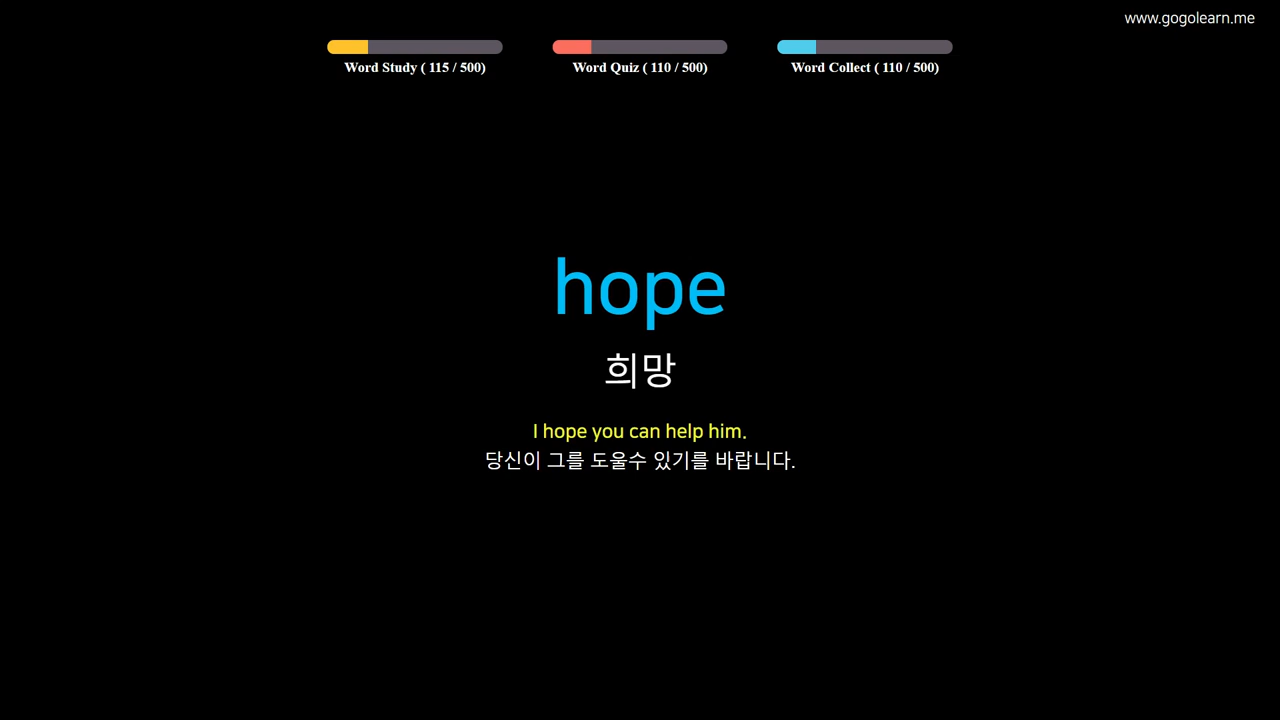 www.gogolearn.me
Word Study ( 115 / 500)
Word Quiz ( 110 / 500)
Word Collect ( 110 / 500)
hope
희망
I hope you can help him.
당신이 그를 도울수 있기를 바랍니다.